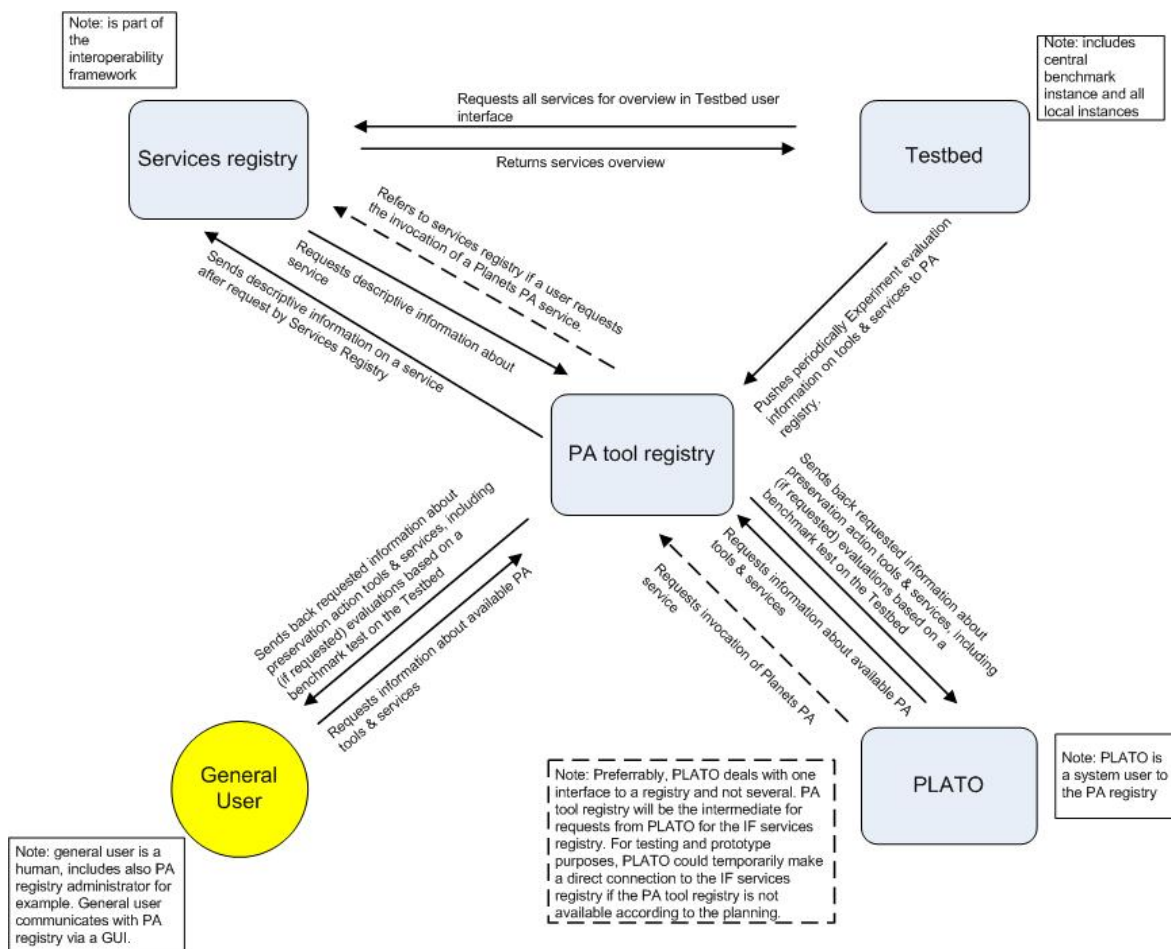 Note: is part of
the
interoperability
framework
Note: includes
central
benchmark
instance and all
local instances
Requests all services for overview in Testbed user
interface
Returns services overview
Services registry
Testbed
Refers to services registry if a user requests
the invocation of a Planets PA service.
Requests descriptive information about
service
Sends descriptive information on a service
after request by Services Registry
Pushes periodically Experiment evaluation
information on tools & services to PA
registry.
PA tool registry
Sends back requested information about
preservation action tools & services, including
(if requested) evaluations based on a
benchmark test on the Testbed
Requests information about available PA
tools & services
Sends back requested information about
preservation action tools & services, including
(if requested) evaluations based on a
benchmark test on the Testbed
Requests information about available PA
tools & services
Requests invocation of Planets PA
service
General
User
PLATO
Note: PLATO is
a system user to
the PA registry
Note: Preferrably, PLATO deals with one
interface to a registry and not several. PA
tool registry will be the intermediate for
requests from PLATO for the IF services
registry. For testing and prototype
purposes, PLATO could temporarily make
a direct connection to the IF services
registry if the PA tool registry is not
available according to the planning.
Note: general user is a
human, includes also PA
registry administrator for
example. General user
communicates with PA
registry via a GUI.